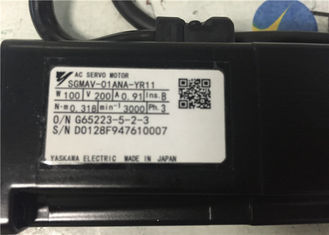 AC SERVO MOTOR
SGMAV-01ANA-YR11
W 100 V 200 A 0.91 ins. B
N·m 0.318 min⁻¹ 3000 Ph. 3
O/N G65223-5-2-3
S/N D0128F947610007
YASKAWA ELECTRIC MADE IN JAPAN